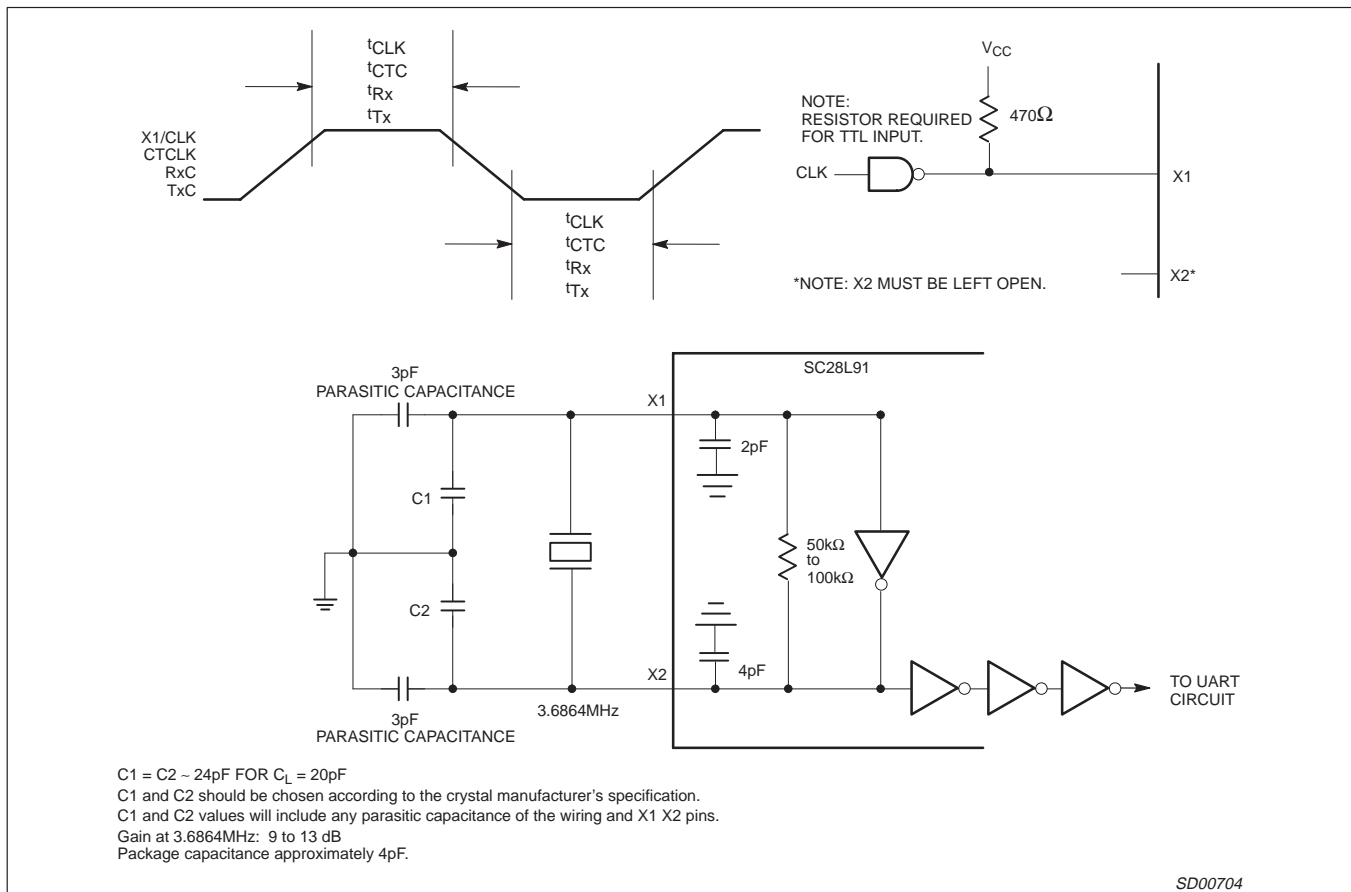 tCLK
tCTC
tRx
tTx
X1/CLK
CTCLK
RxC
TxC
tCLK
tCTC
tRx
tTx
VCC
NOTE:
RESISTOR REQUIRED
FOR TTL INPUT.
470Ω
CLK
X1
X2*
*NOTE: X2 MUST BE LEFT OPEN.
SC28L91
3pF
PARASITIC CAPACITANCE
X1
2pF
C1
50kΩ
to
100kΩ
C2
4pF
X2
3.6864MHz
TO UART
CIRCUIT
3pF
PARASITIC CAPACITANCE
C1 = C2 ~ 24pF FOR CL = 20pF
C1 and C2 should be chosen according to the crystal manufacturer's specification.
C1 and C2 values will include any parasitic capacitance of the wiring and X1 X2 pins.
Gain at 3.6864MHz: 9 to 13 dB
Package capacitance approximately 4pF.
SD00704